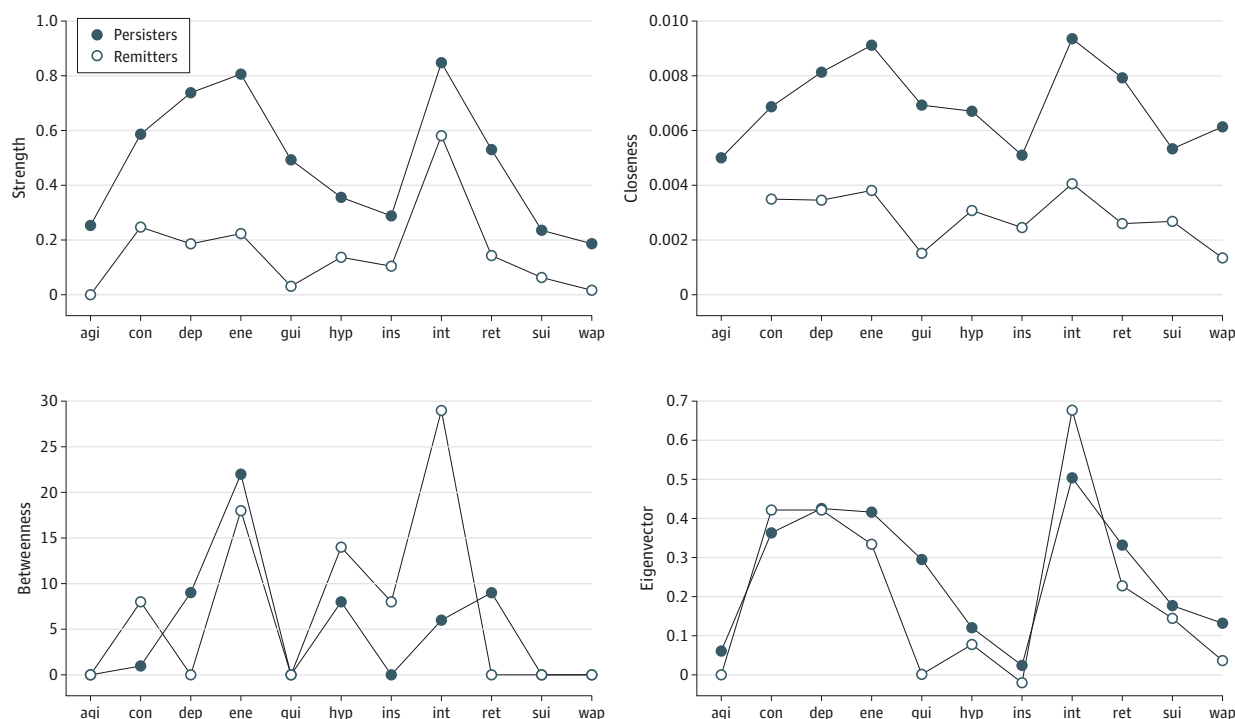 Persisters
Remitters
Strength
1.0
0.8
0.6
0.4
0.2
0
agi con dep ene gui hyp ins int ret sui wap
Closeness
0.010
0.008
0.006
0.004
0.002
0
agi con dep ene gui hyp ins int ret sui wap
Betweenness
30
25
20
15
10
5
0
agi con dep ene gui hyp ins int ret sui wap
Eigenvector
0.7
0.6
0.5
0.4
0.3
0.2
0.1
0
agi con dep ene gui hyp ins int ret sui wap